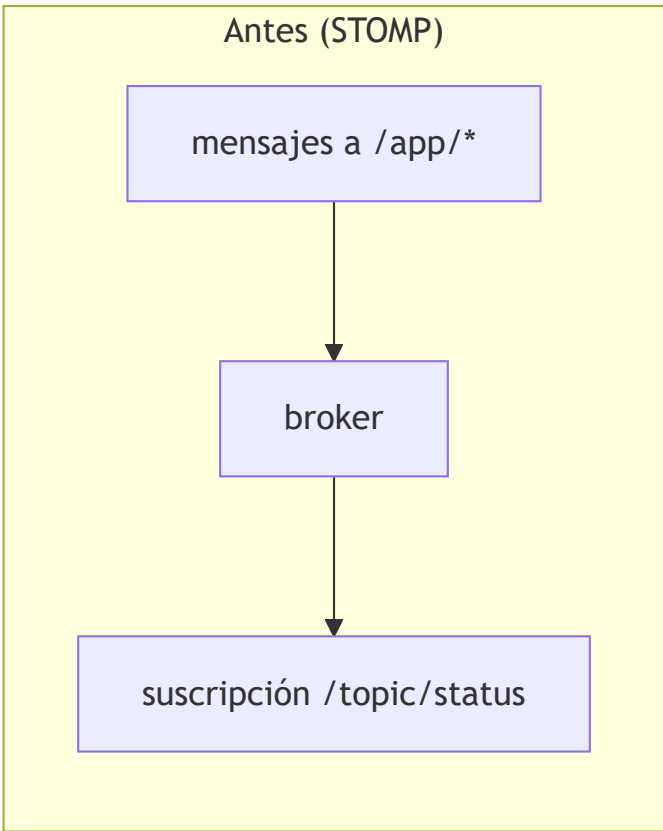 Antes (STOMP)
mensajes a /app/*
broker
suscripción /topic/status